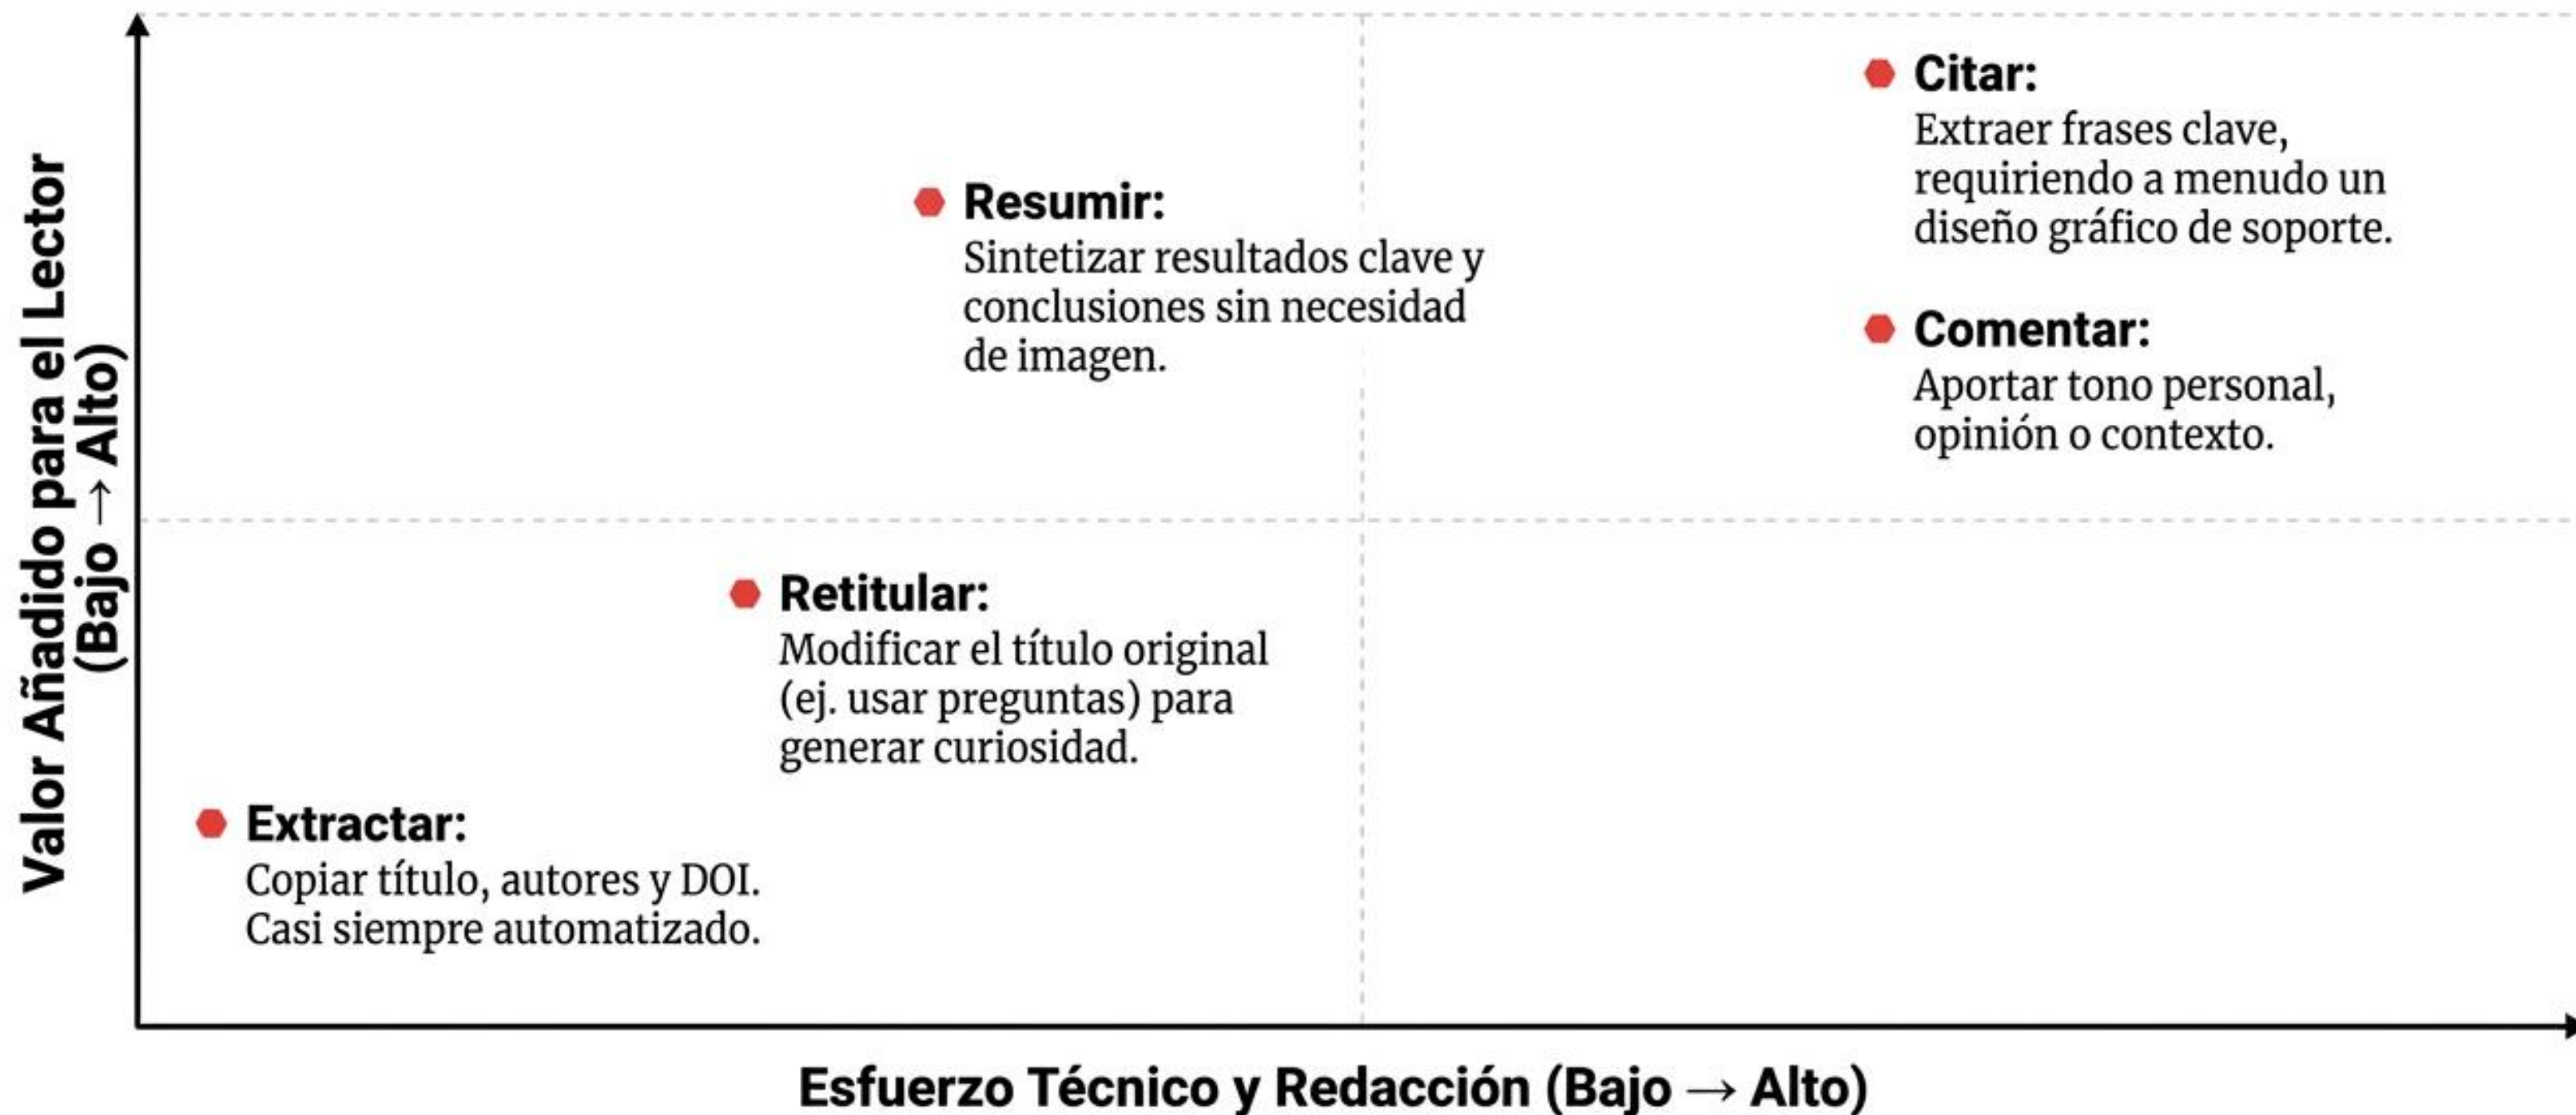 Valor Añadido para el Lector
(Bajo → Alto)
Citar:
Extraer frases clave,
requiriendo a menudo un
diseño gráfico de soporte.
Resumir:
Sintetizar resultados clave y
conclusiones sin necesidad
de imagen.
Comentar:
Aportar tono personal,
opinión o contexto.
Retitular:
Modificar el título original
(ej. usar preguntas) para
generar curiosidad.
Extractar:
Copiar título, autores y DOI.
Casi siempre automatizado.
Esfuerzo Técnico y Redacción (Bajo → Alto)